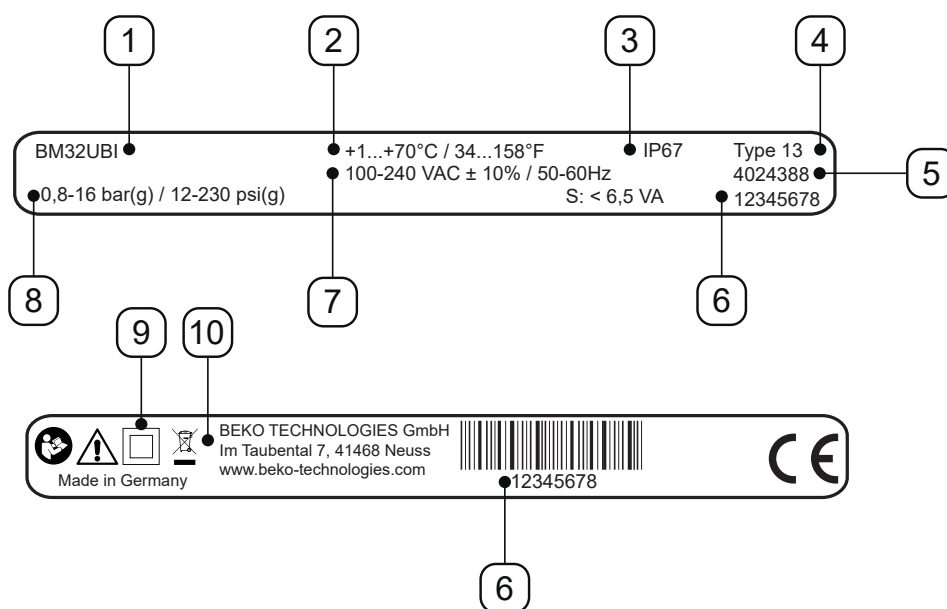 1 2 3 4
BM32UBI +1...+70°C / 34...158°F IP67 Type 13
100-240 VAC ± 10% / 50-60Hz 4024388
5
0,8-16 bar(g) / 12-230 psi(g) S: < 6,5 VA 12345678
8 7 6
9 10
BEKO TECHNOLOGIES GmbH
Im Taubental 7, 41468 Neuss
www.beko-technologies.com
Made in Germany
12345678
CE
6